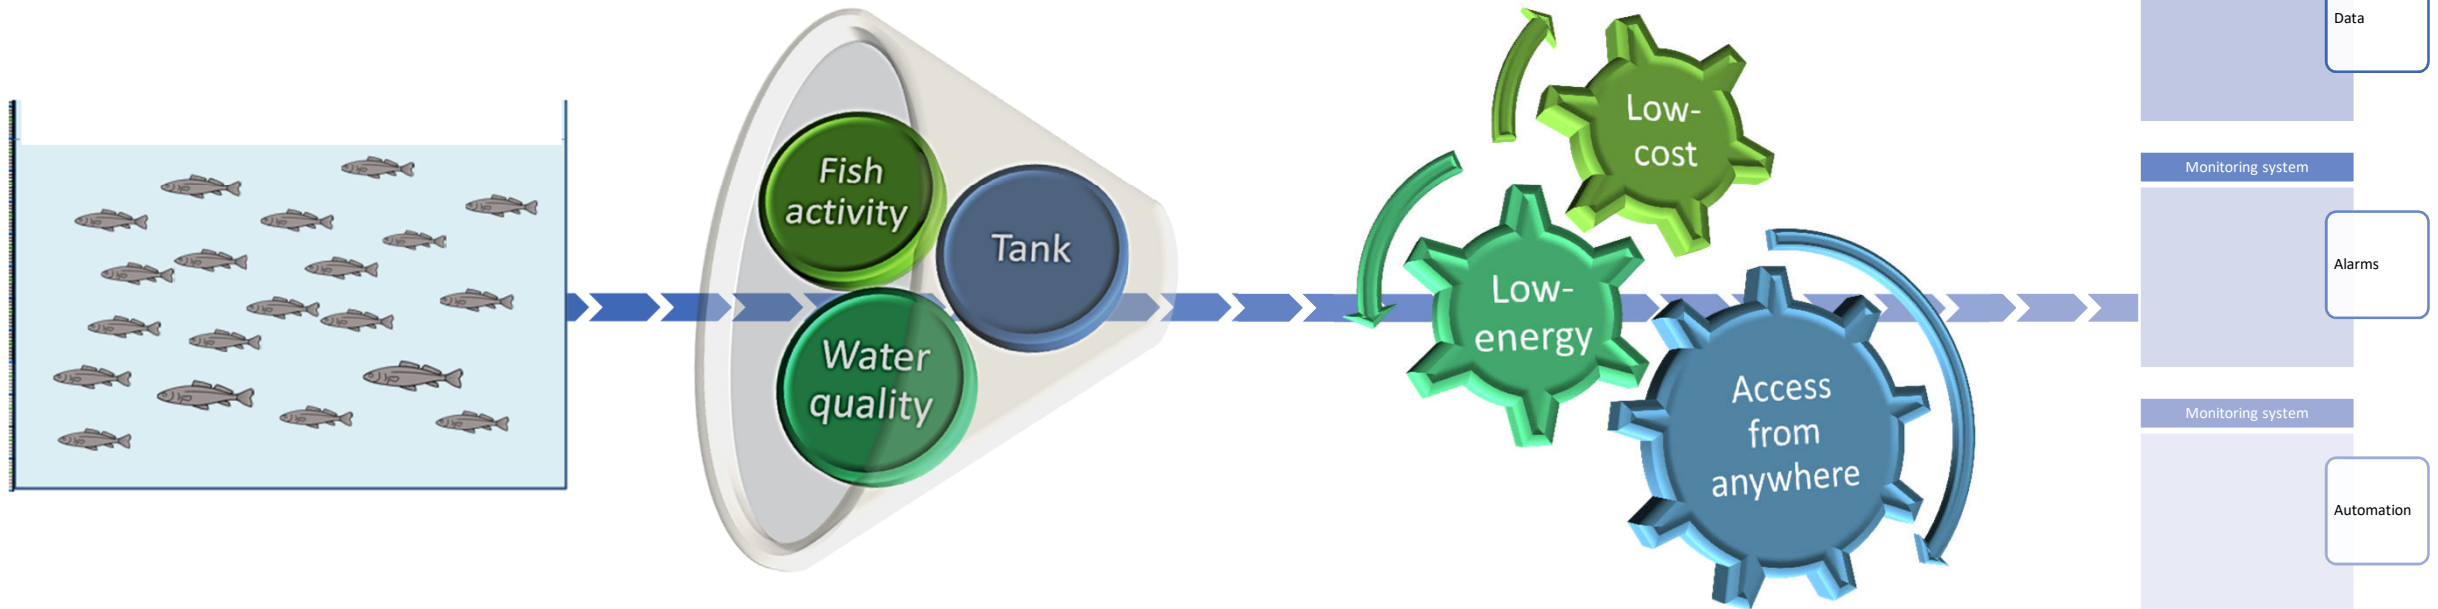 Fish
activity
Tank
Water
quality
Low-
cost
Low-
energy
Access
from
anywhere
Data
Monitoring system
Alarms
Monitoring system
Automation